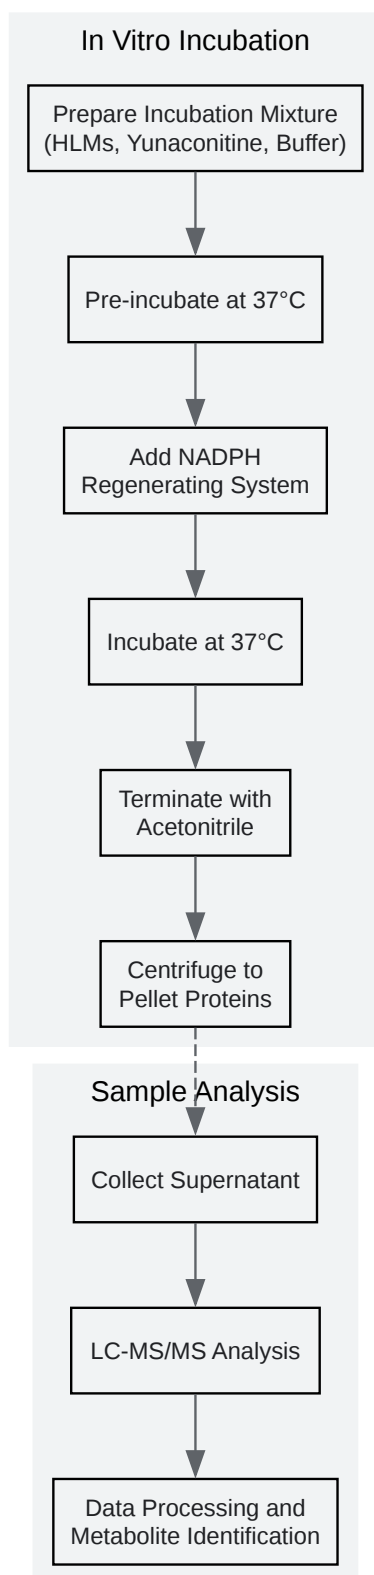 In Vitro Incubation
Prepare Incubation Mixture
(HLMs, Yunaconitine, Buffer)
Pre-incubate at 37°C
Add NADPH
Regenerating System
Incubate at 37°C
Terminate with
Acetonitrile
Centrifuge to
Pellet Proteins
Sample Analysis
Collect Supernatant
LC-MS/MS Analysis
Data Processing and
Metabolite Identification